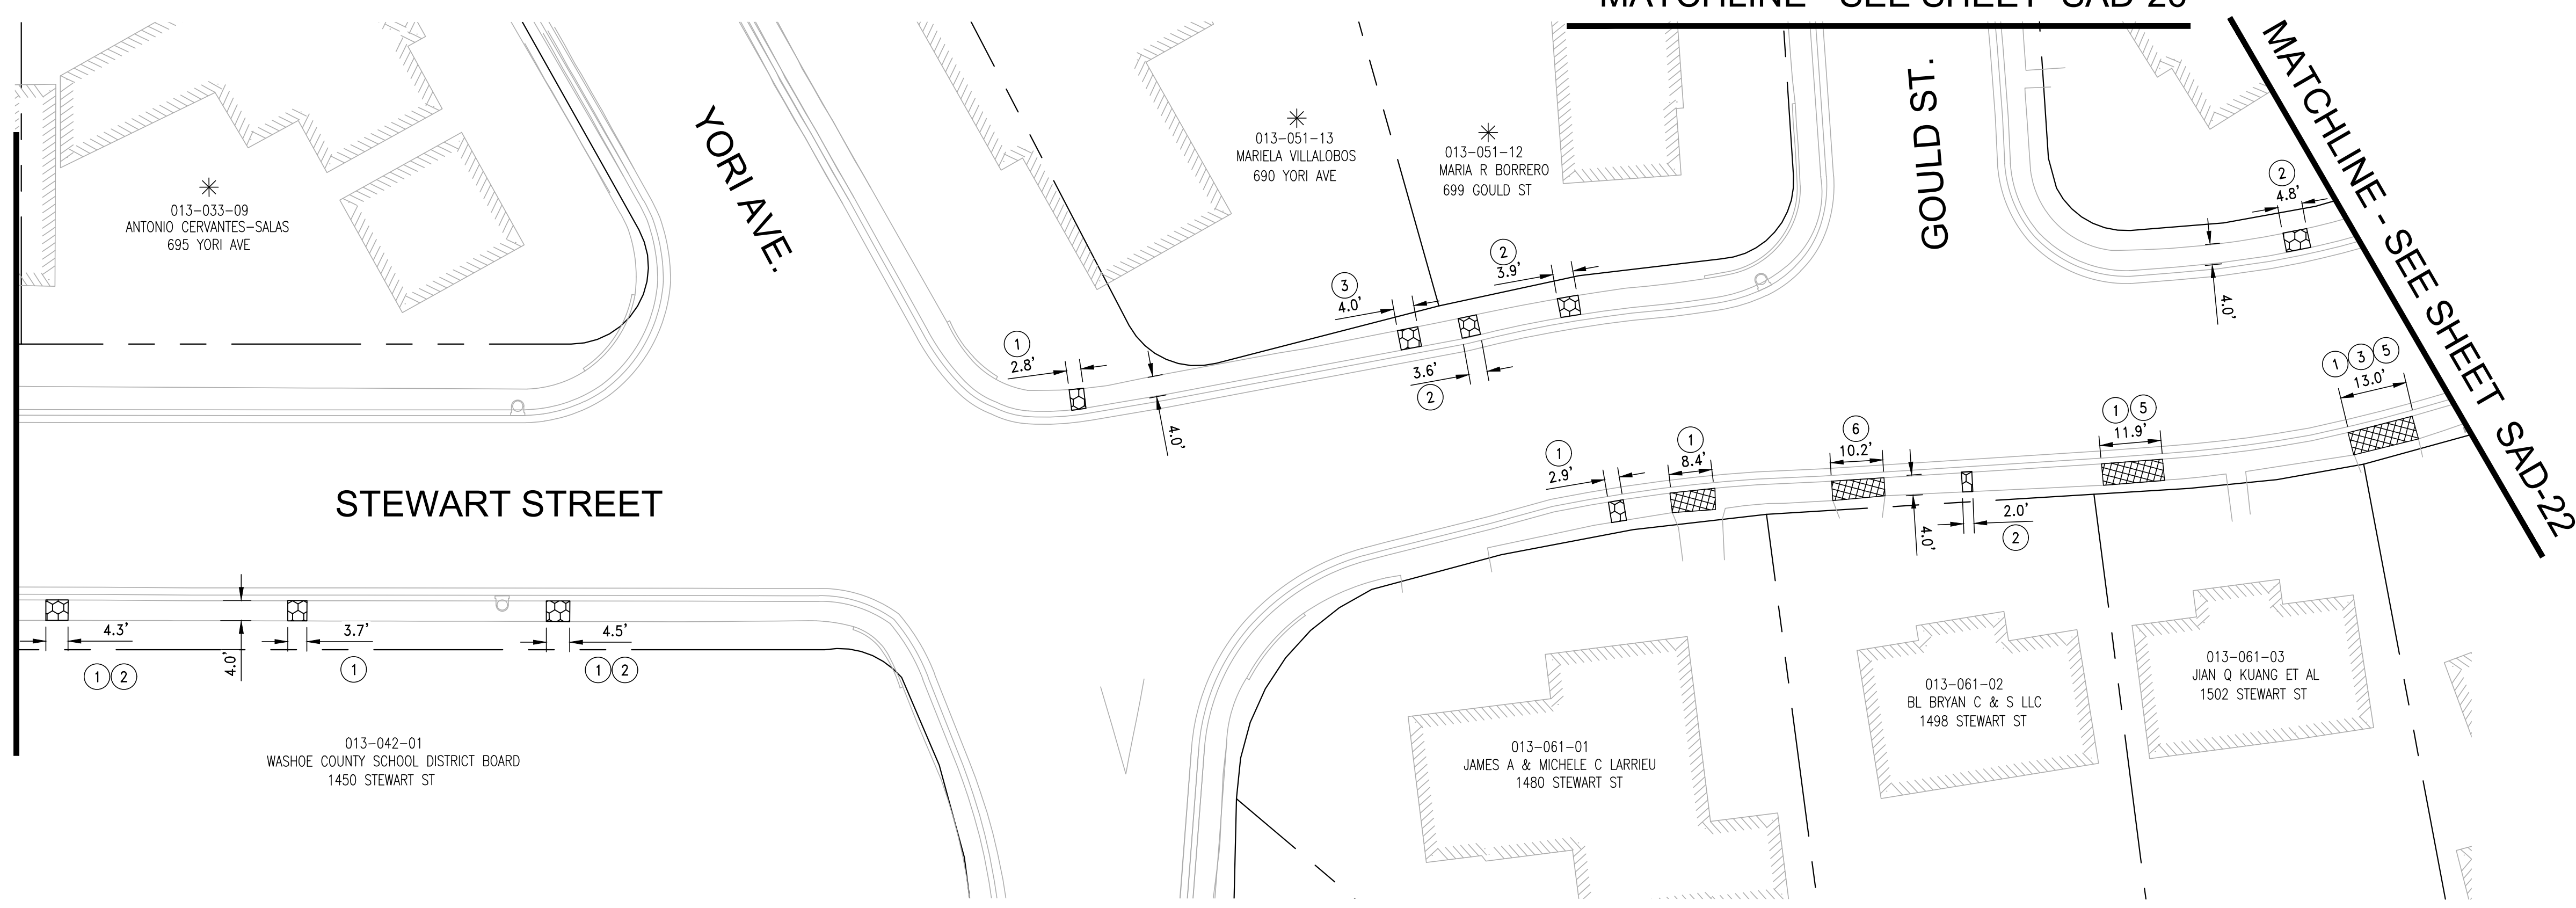 MATCHLINE - SEE SHEET SAD-22
YORI AVE.
GOULD ST.
STEWART STREET
013-033-09
ANTONIO CERVANTES-SALAS
695 YORI AVE
013-051-13
MARIELA VILLALOBOS
690 YORI AVE
013-051-12
MARIA R BORRERO
699 GOULD ST
2
4.8'
4.0'
2
3.9'
3
4.0'
3.6'
2
1
2.8'
4.0'
1 3 5
13.0'
1 5
11.9'
6
10.2'
1
8.4'
1
2.9'
4.0'
2.0'
2
4.3'
1 2
4.0'
3.7'
1
4.5'
1 2
013-042-01
WASHOE COUNTY SCHOOL DISTRICT BOARD
1450 STEWART ST
013-061-01
JAMES A & MICHELE C LARRIEU
1480 STEWART ST
013-061-02
BL BRYAN C & S LLC
1498 STEWART ST
013-061-03
JIAN Q KUANG ET AL
1502 STEWART ST